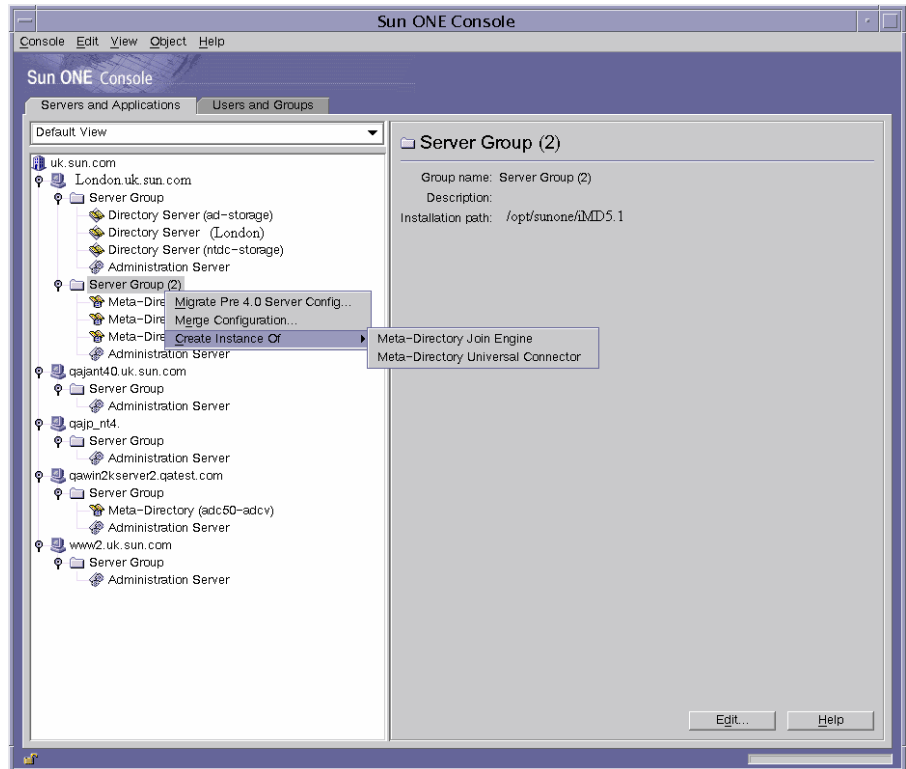 Sun ONE Console
Console Edit View Object Help
Sun ONE Console
Servers and Applications Users and Groups
Default View
uk.sun.com
London.uk.sun.com
Server Group
Directory Server (ad-storage)
Directory Server (London)
Directory Server (ntdc-storage)
Administration Server
Server Group (2)
Meta-Dire
Meta-Dire
Meta-Dire
Administration Server
qajant40.uk.sun.com
Server Group
Administration Server
qajp_nt4.
Server Group
Administration Server
qawin2kserver2.qatest.com
Server Group
Meta-Directory (adc50-adcv)
Administration Server
www2.uk.sun.com
Server Group
Administration Server
Migrate Pre 4.0 Server Config...
Merge Configuration...
Create Instance Of
Meta-Directory Join Engine
Meta-Directory Universal Connector
Server Group (2)
Group name: Server Group (2)
Description:
Installation path: /opt/sunone/iMD5.1
Edit... Help